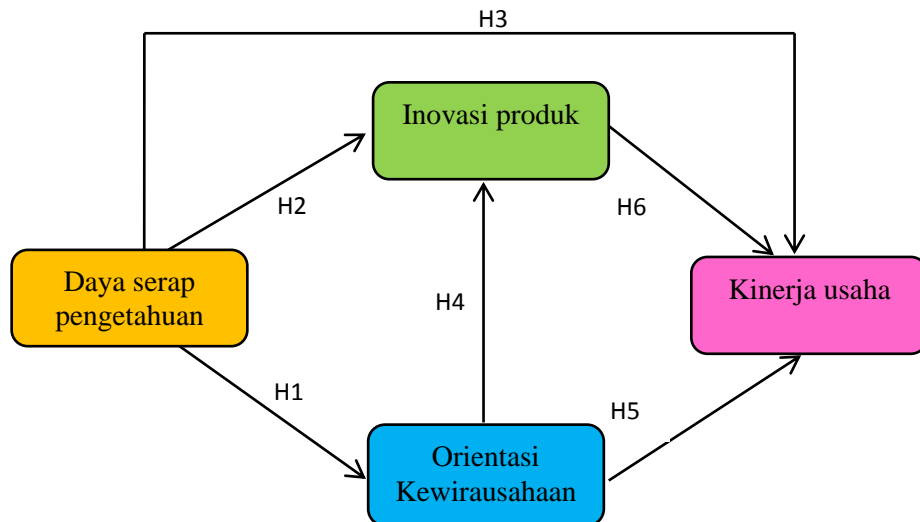 H3
Inovasi produk
H2
H6
Daya serap
pengetahuan
Kinerja usaha
H4
H1
H5
Orientasi
Kewirausahaan